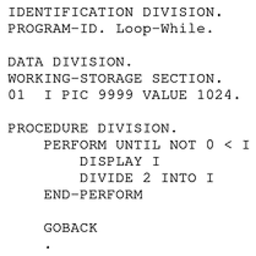 IDENTIFICATION DIVISION.
PROGRAM-ID. Loop-While.

DATA DIVISION.
WORKING-STORAGE SECTION.
01  I PIC 9999 VALUE 1024.

PROCEDURE DIVISION.
    PERFORM UNTIL NOT 0 < I
        DISPLAY I
        DIVIDE 2 INTO I
    END-PERFORM

    GOBACK
    .